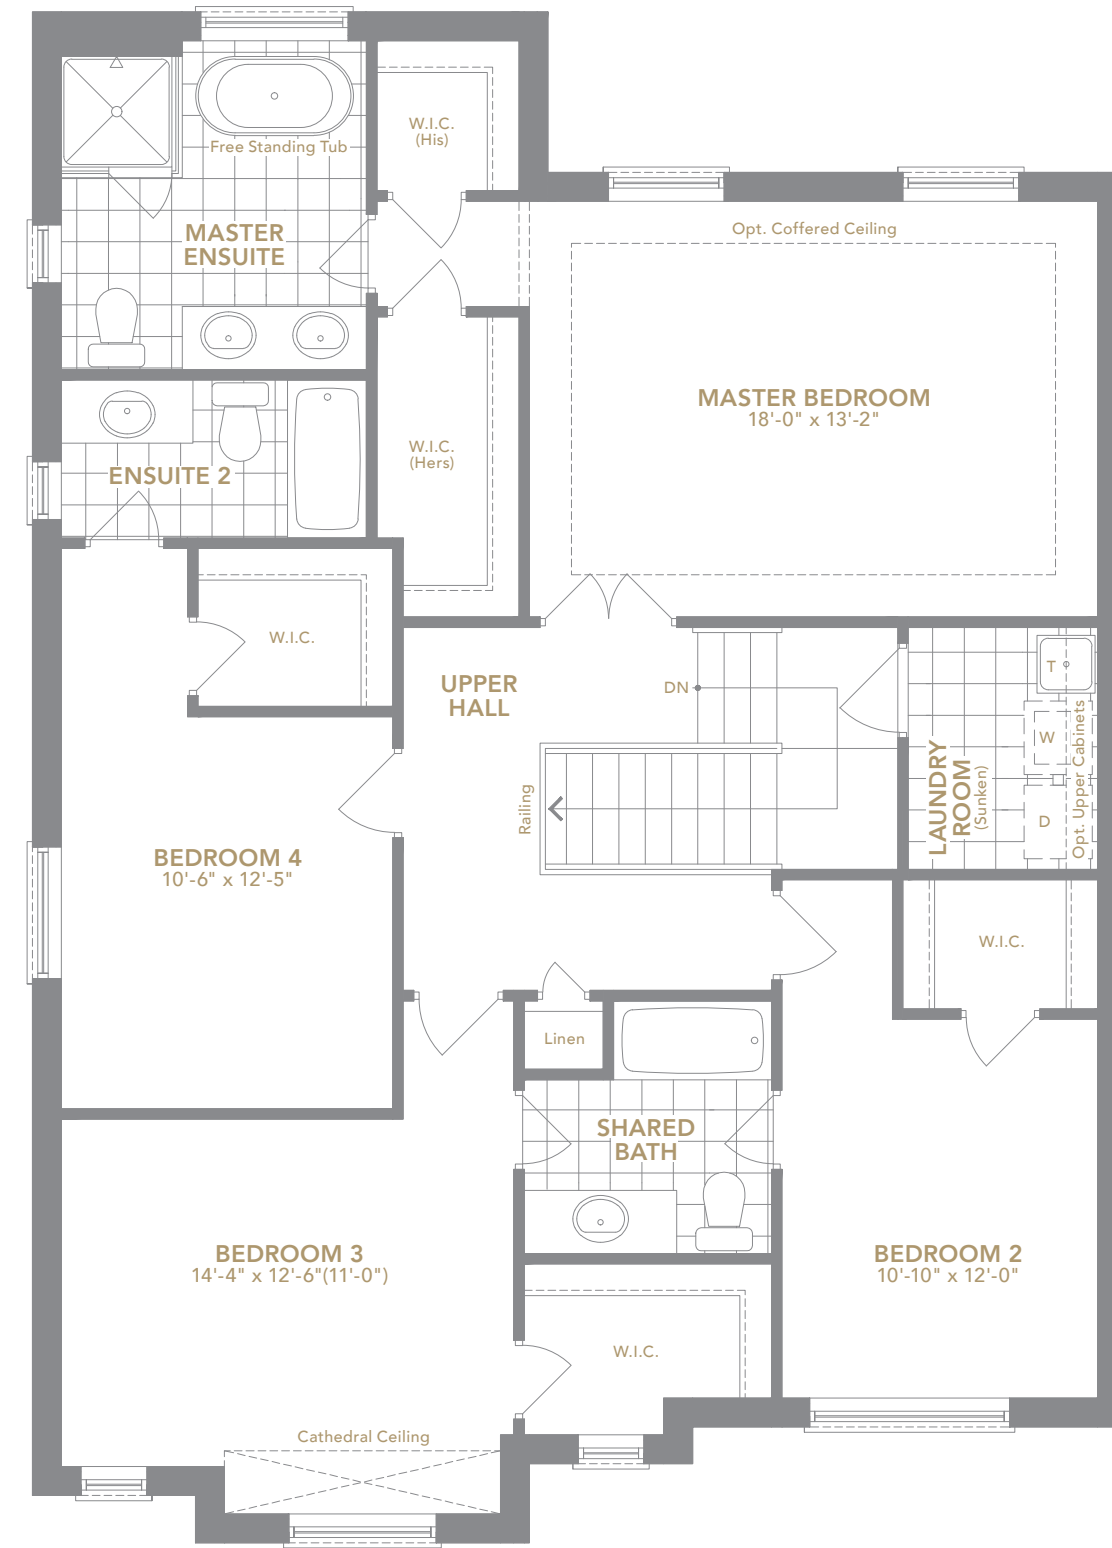 W.I.C.
(His)
Free Standing Tub
MASTER
ENSUITE
Opt. Coffered Ceiling
MASTER BEDROOM
18'-0" x 13'-2"
W.I.C.
(Hers)
ENSUITE 2
W.I.C.
UPPER
HALL
DN
T
W
D
Opt. Upper Cabinets
LAUNDRY
ROOM
(Sunken)
Railing
BEDROOM 4
10'-6" x 12'-5"
W.I.C.
Linen
SHARED
BATH
BEDROOM 3
14'-4" x 12'-6"(11'-0")
BEDROOM 2
10'-10" x 12'-0"
W.I.C.
Cathedral Ceiling